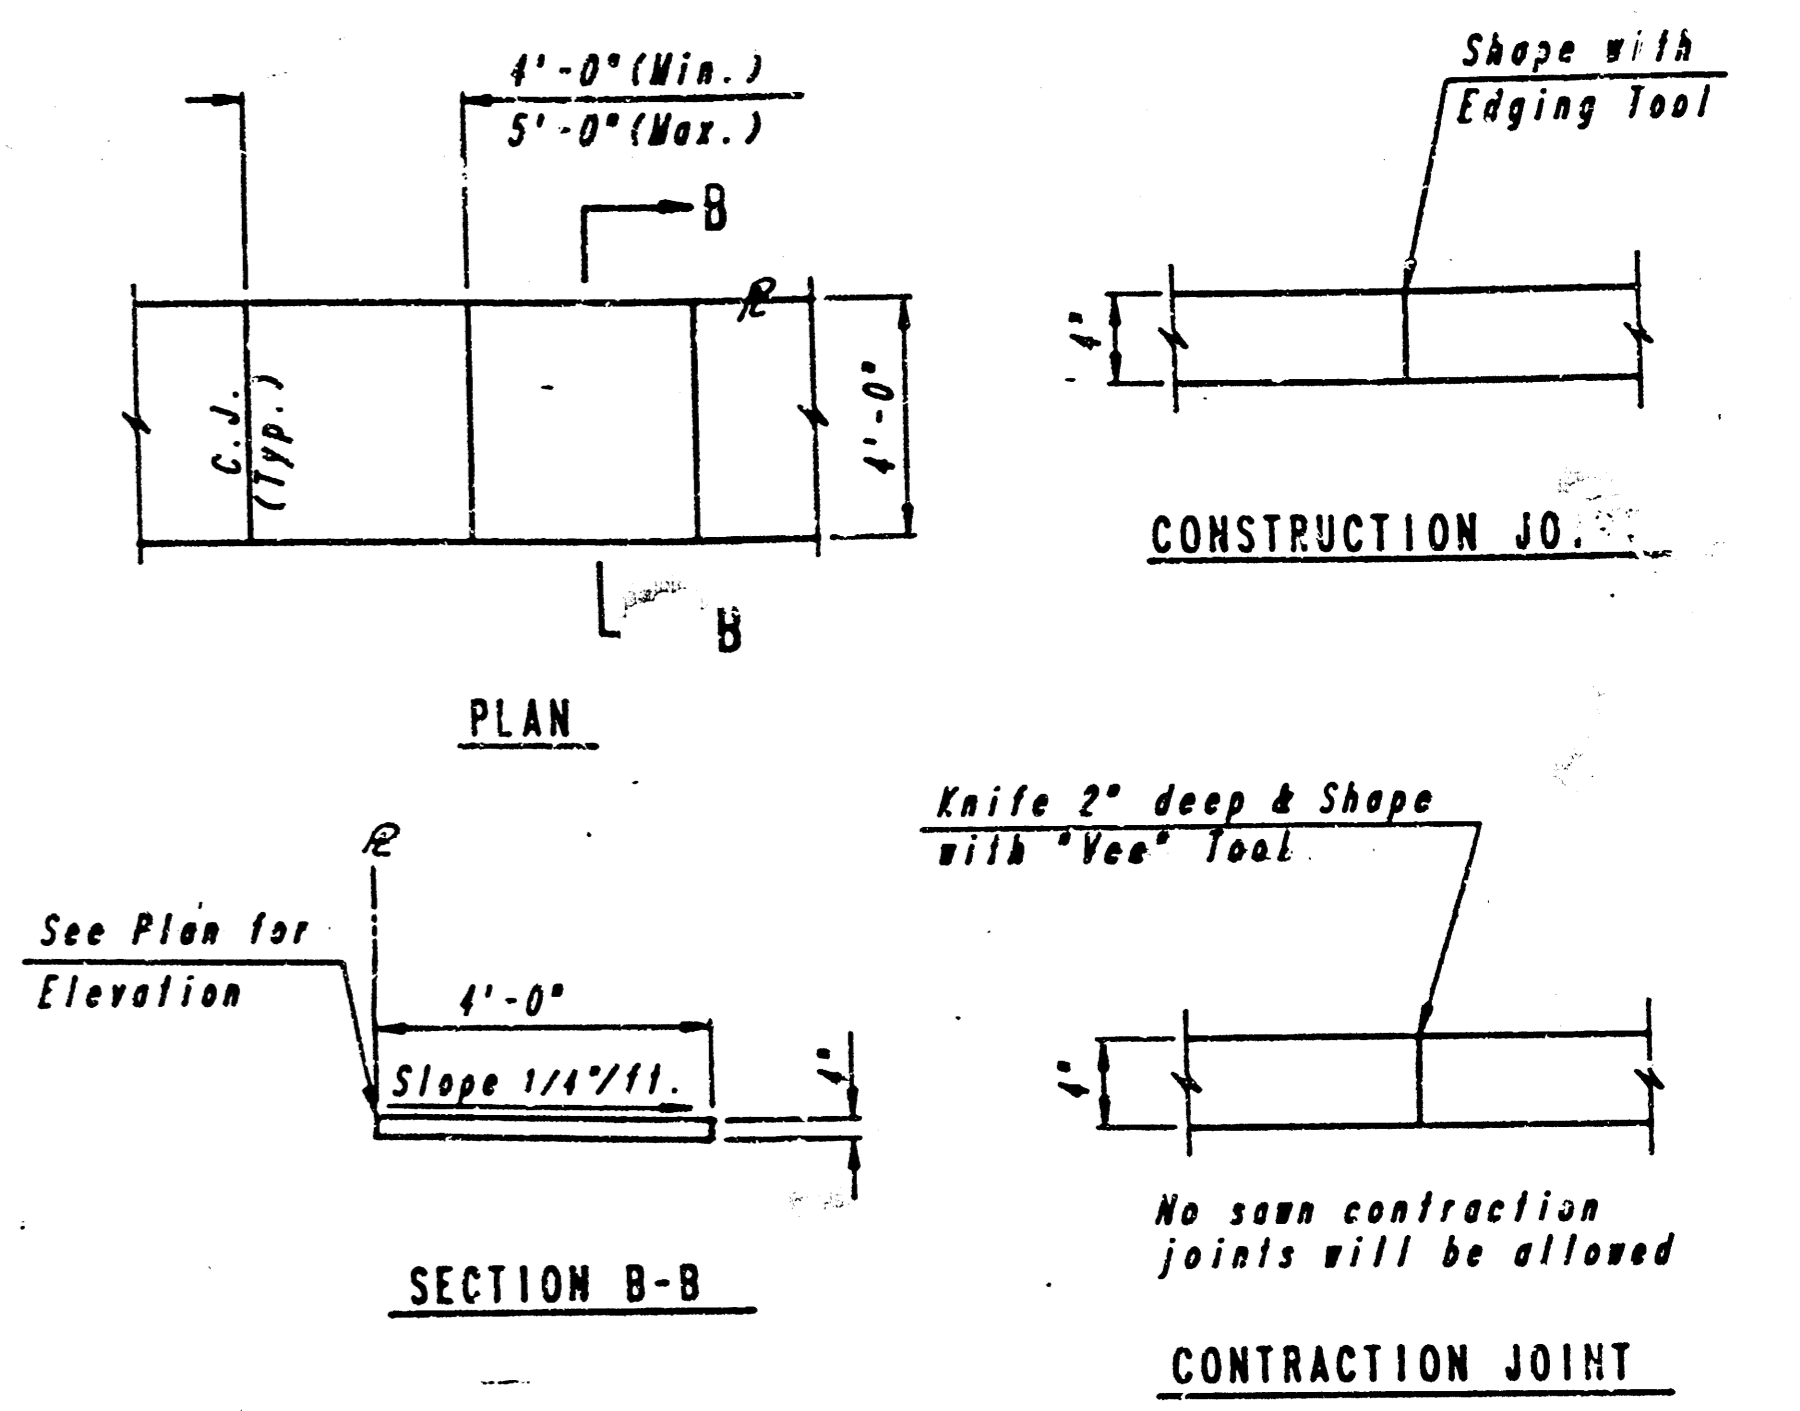 4'-0" (Min.)
5'-0" (Max.)
B
PL
C.J.
(Typ.)
4'-0"
B
PLAN
Shape with
Edging Tool
4"
CONSTRUCTION JO
PL
See Plan for
Elevation
4'-0"
Slope 1/4"/ft.
4"
SECTION B-B
Knife 2" deep & Shape
with "Vee" Tool
4"
No sawn contraction
joints will be allowed
CONTRACTION JOINT